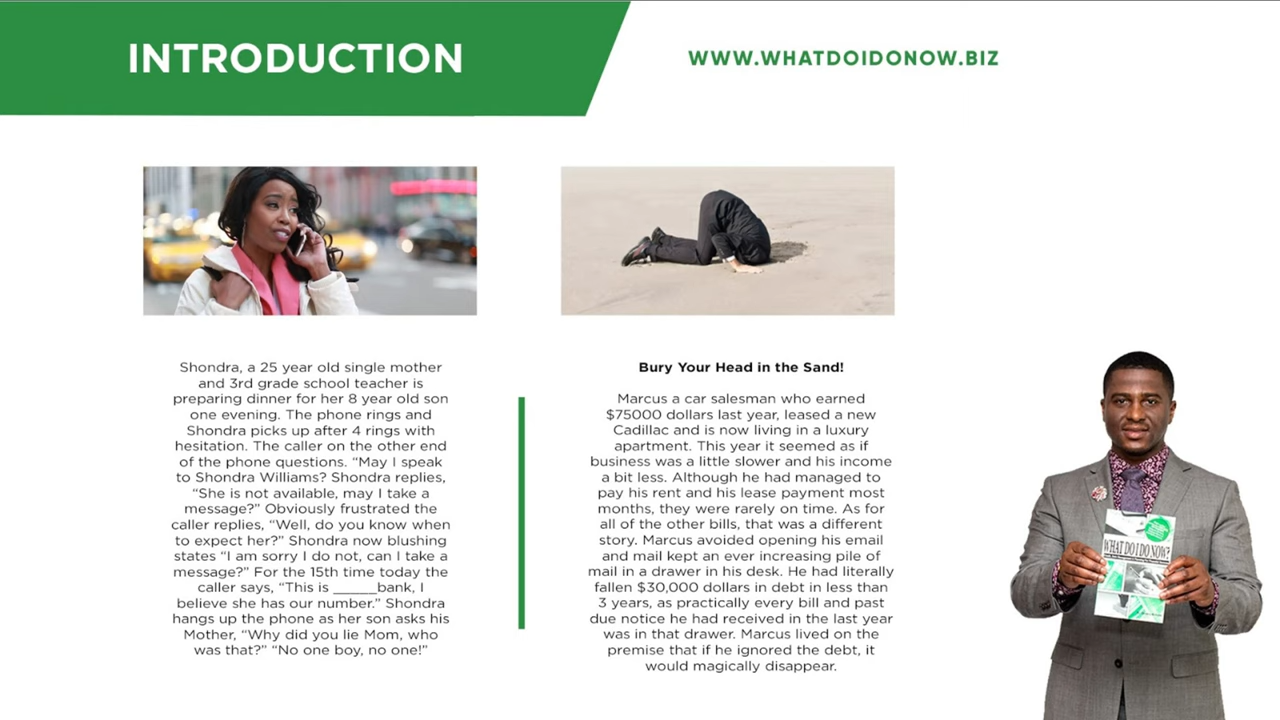 INTRODUCTION
WWW.WHATDOIDONOW.BIZ
Shondra, a 25 year old single mother
and 3rd grade school teacher is
preparing dinner for her 8 year old son
one evening. The phone rings and
Shondra picks up after 4 rings with
hesitation. The caller on the other end
of the phone questions. “May I speak
to Shondra Williams? Shondra replies,
“She is not available, may I take a
message?” Obviously frustrated the
caller replies, “Well, do you know when
to expect her?” Shondra now blushing
states “I am sorry I do not, can I take a
message?” For the 15th time today the
caller says, “This is _____bank, I
believe she has our number.” Shondra
hangs up the phone as her son asks his
Mother, “Why did you lie Mom, who
was that?” “No one boy, no one!”
Bury Your Head in the Sand!
Marcus a car salesman who earned
$75000 dollars last year, leased a new
Cadillac and is now living in a luxury
apartment. This year it seemed as if
business was a little slower and his income
a bit less. Although he had managed to
pay his rent and his lease payment most
months, they were rarely on time. As for
all of the other bills, that was a different
story. Marcus avoided opening his email
and mail kept an ever increasing pile of
mail in a drawer in his desk. He had literally
fallen $30,000 dollars in debt in less than
3 years, as practically every bill and past
due notice he had received in the last year
was in that drawer. Marcus lived on the
premise that if he ignored the debt, it
would magically disappear.
WHAT DO I DO NOW?